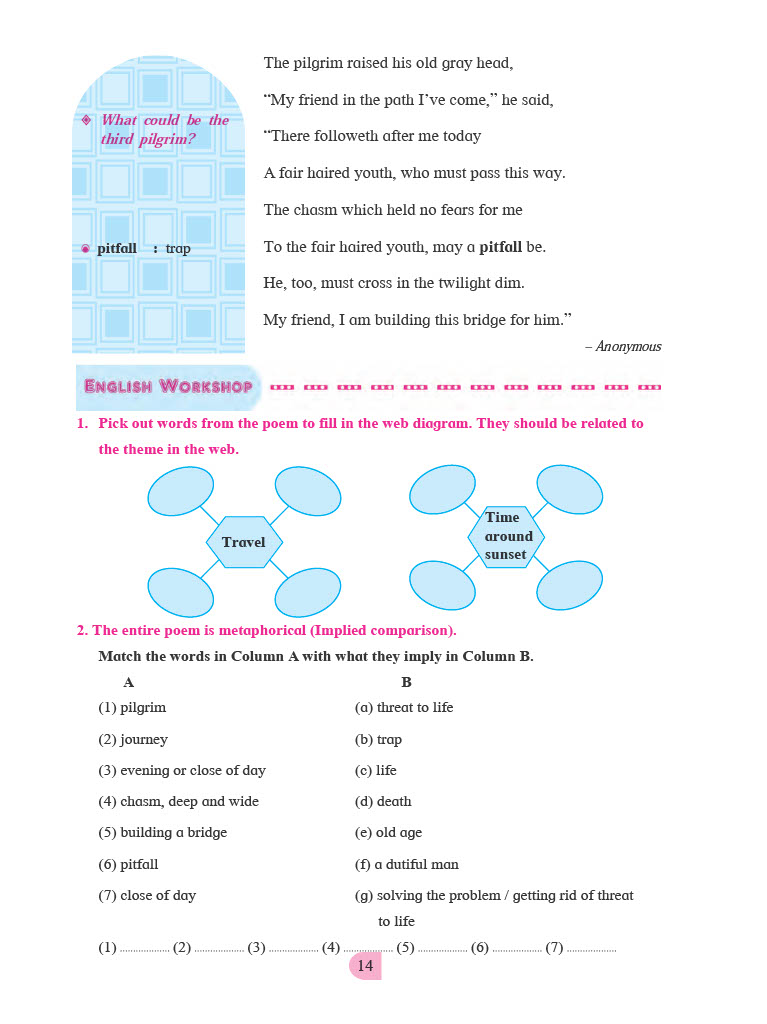 The pilgrim raised his old gray head,
“My friend in the path I’ve come,” he said,
“There followeth after me today
A fair haired youth, who must pass this way.
The chasm which held no fears for me
To the fair haired youth, may a pitfall be.
He, too, must cross in the twilight dim.
My friend, I am building this bridge for him.”
– Anonymous
What could be the
third pilgrim?
pitfall : trap
ENGLISH WORKSHOP
1. Pick out words from the poem to fill in the web diagram. They should be related to
the theme in the web.
Travel
Time
around
sunset
2. The entire poem is metaphorical (Implied comparison).
Match the words in Column A with what they imply in Column B.
A B
(1) pilgrim (a) threat to life
(2) journey (b) trap
(3) evening or close of day (c) life
(4) chasm, deep and wide (d) death
(5) building a bridge (e) old age
(6) pitfall (f) a dutiful man
(7) close of day (g) solving the problem / getting rid of threat
to life
(1) .................. (2) .................. (3) .................. (4) .................. (5) .................. (6) .................. (7) ..................
14